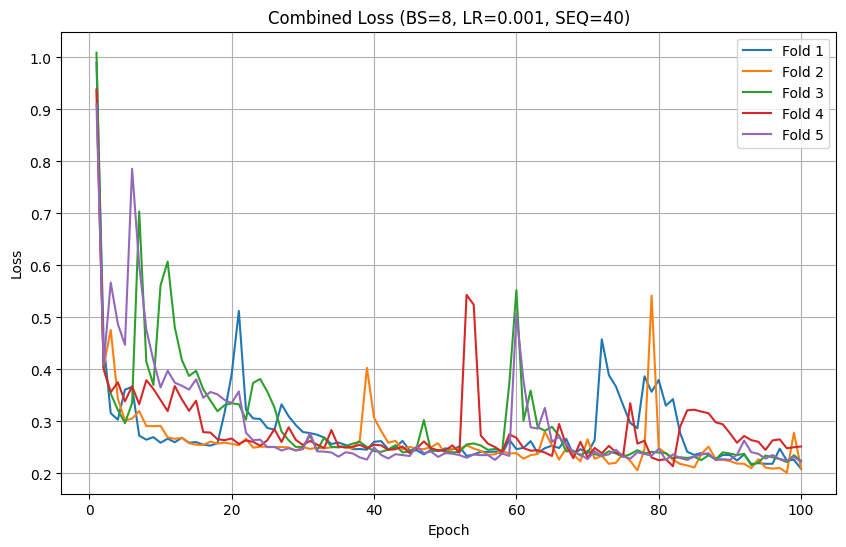 Combined Loss (BS=8, LR=0.001, SEQ=40)
Fold 1
Fold 2
Fold 3
Fold 4
Fold 5
Loss
1.0
0.9
0.8
0.7
0.6
0.5
0.4
0.3
0.2
0 20 40 60 80 100
Epoch